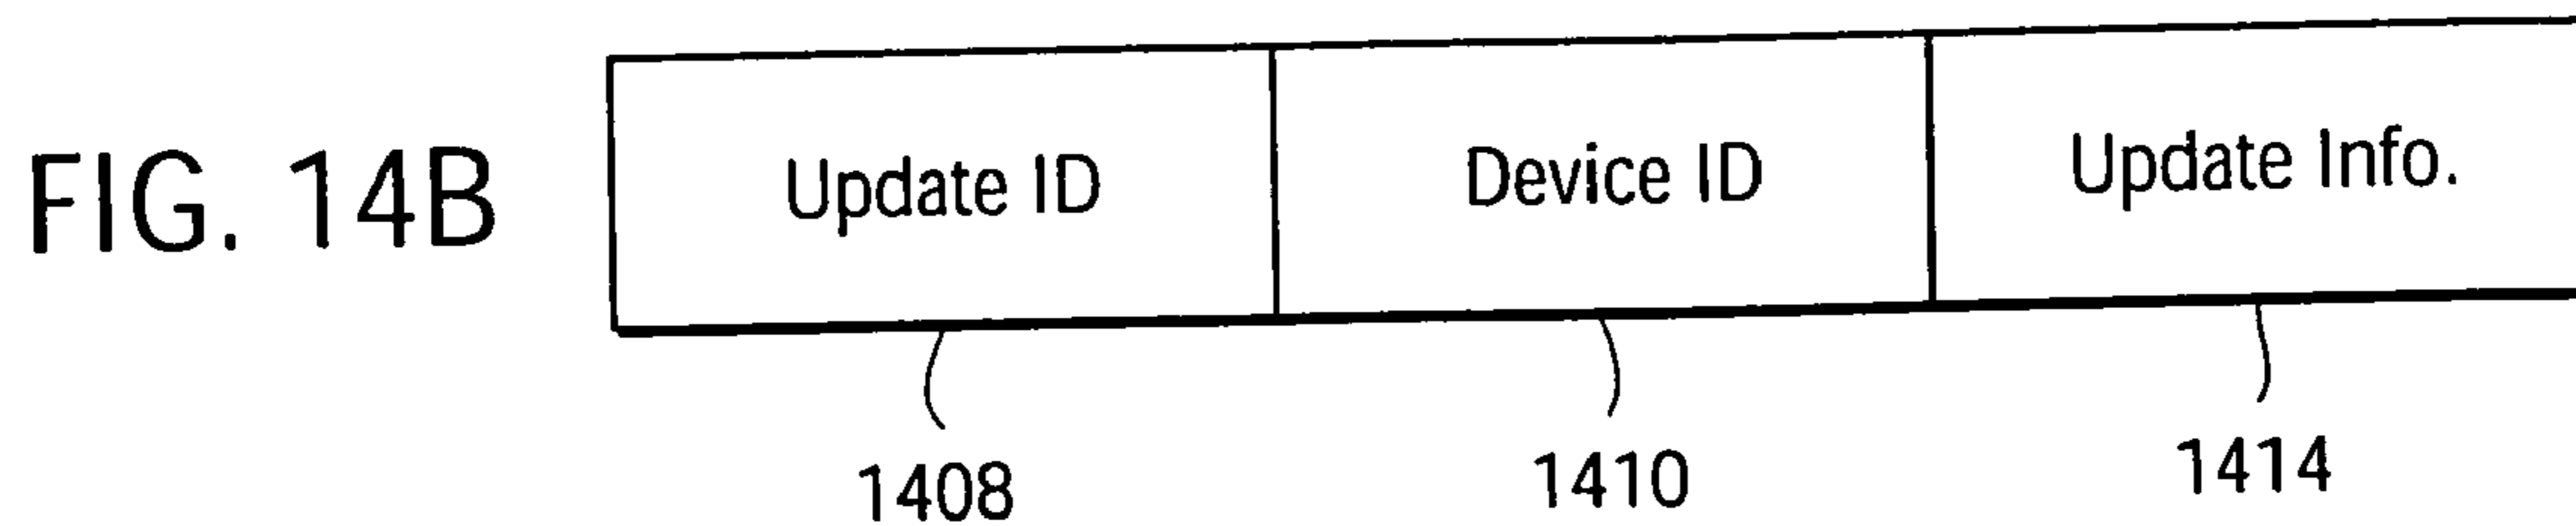 FIG. 14B
Update ID
Device ID
Update Info.
1408
1410
1414